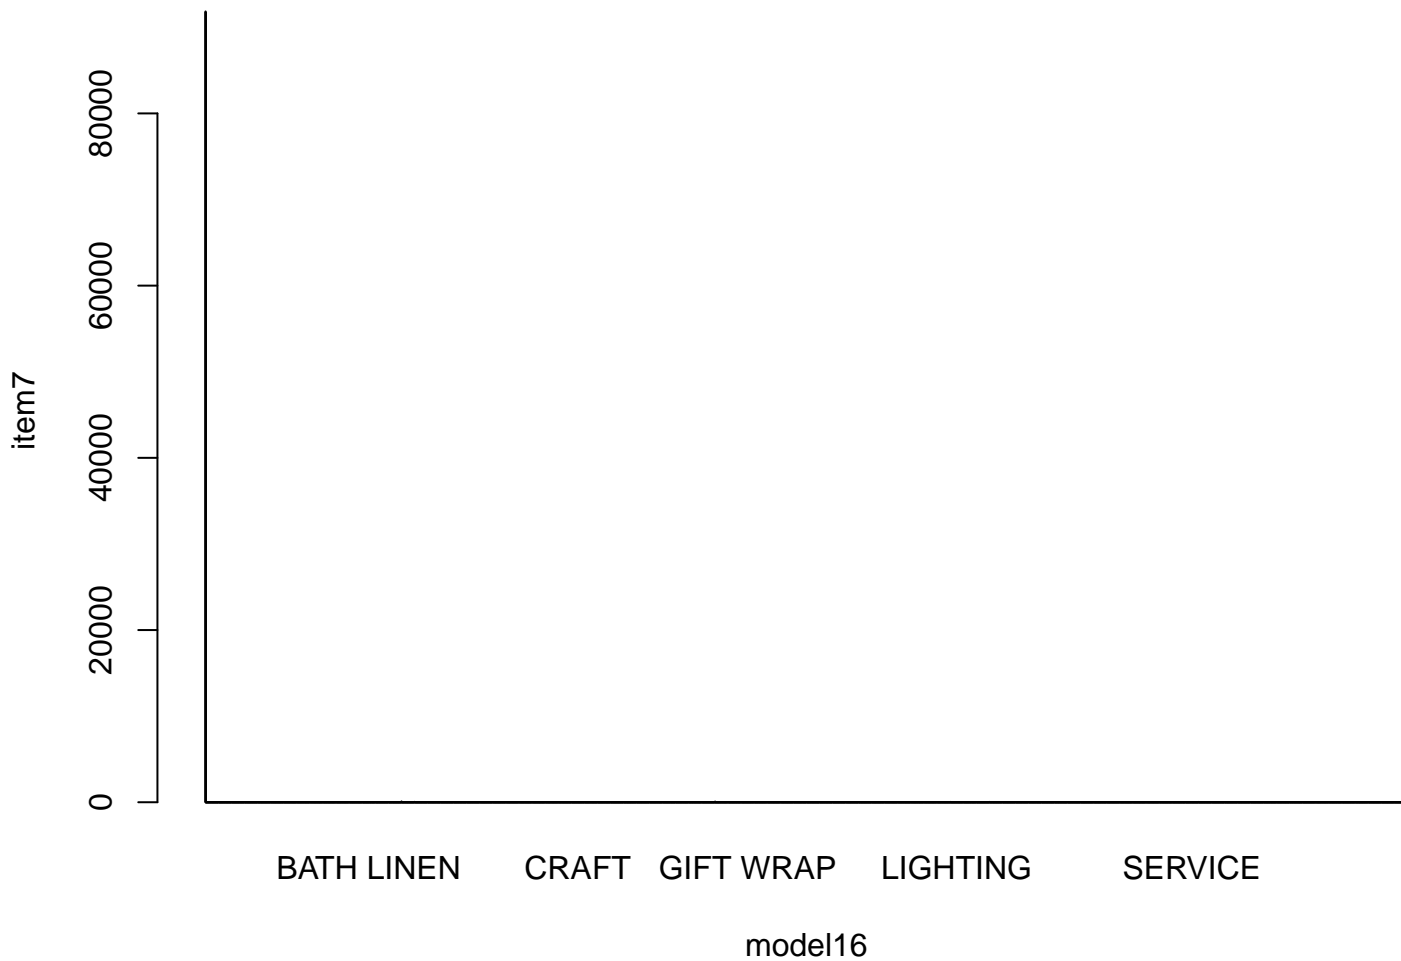 80000
60000
40000
20000
0
item7
BATH LINEN CRAFT GIFT WRAP LIGHTING SERVICE
model16